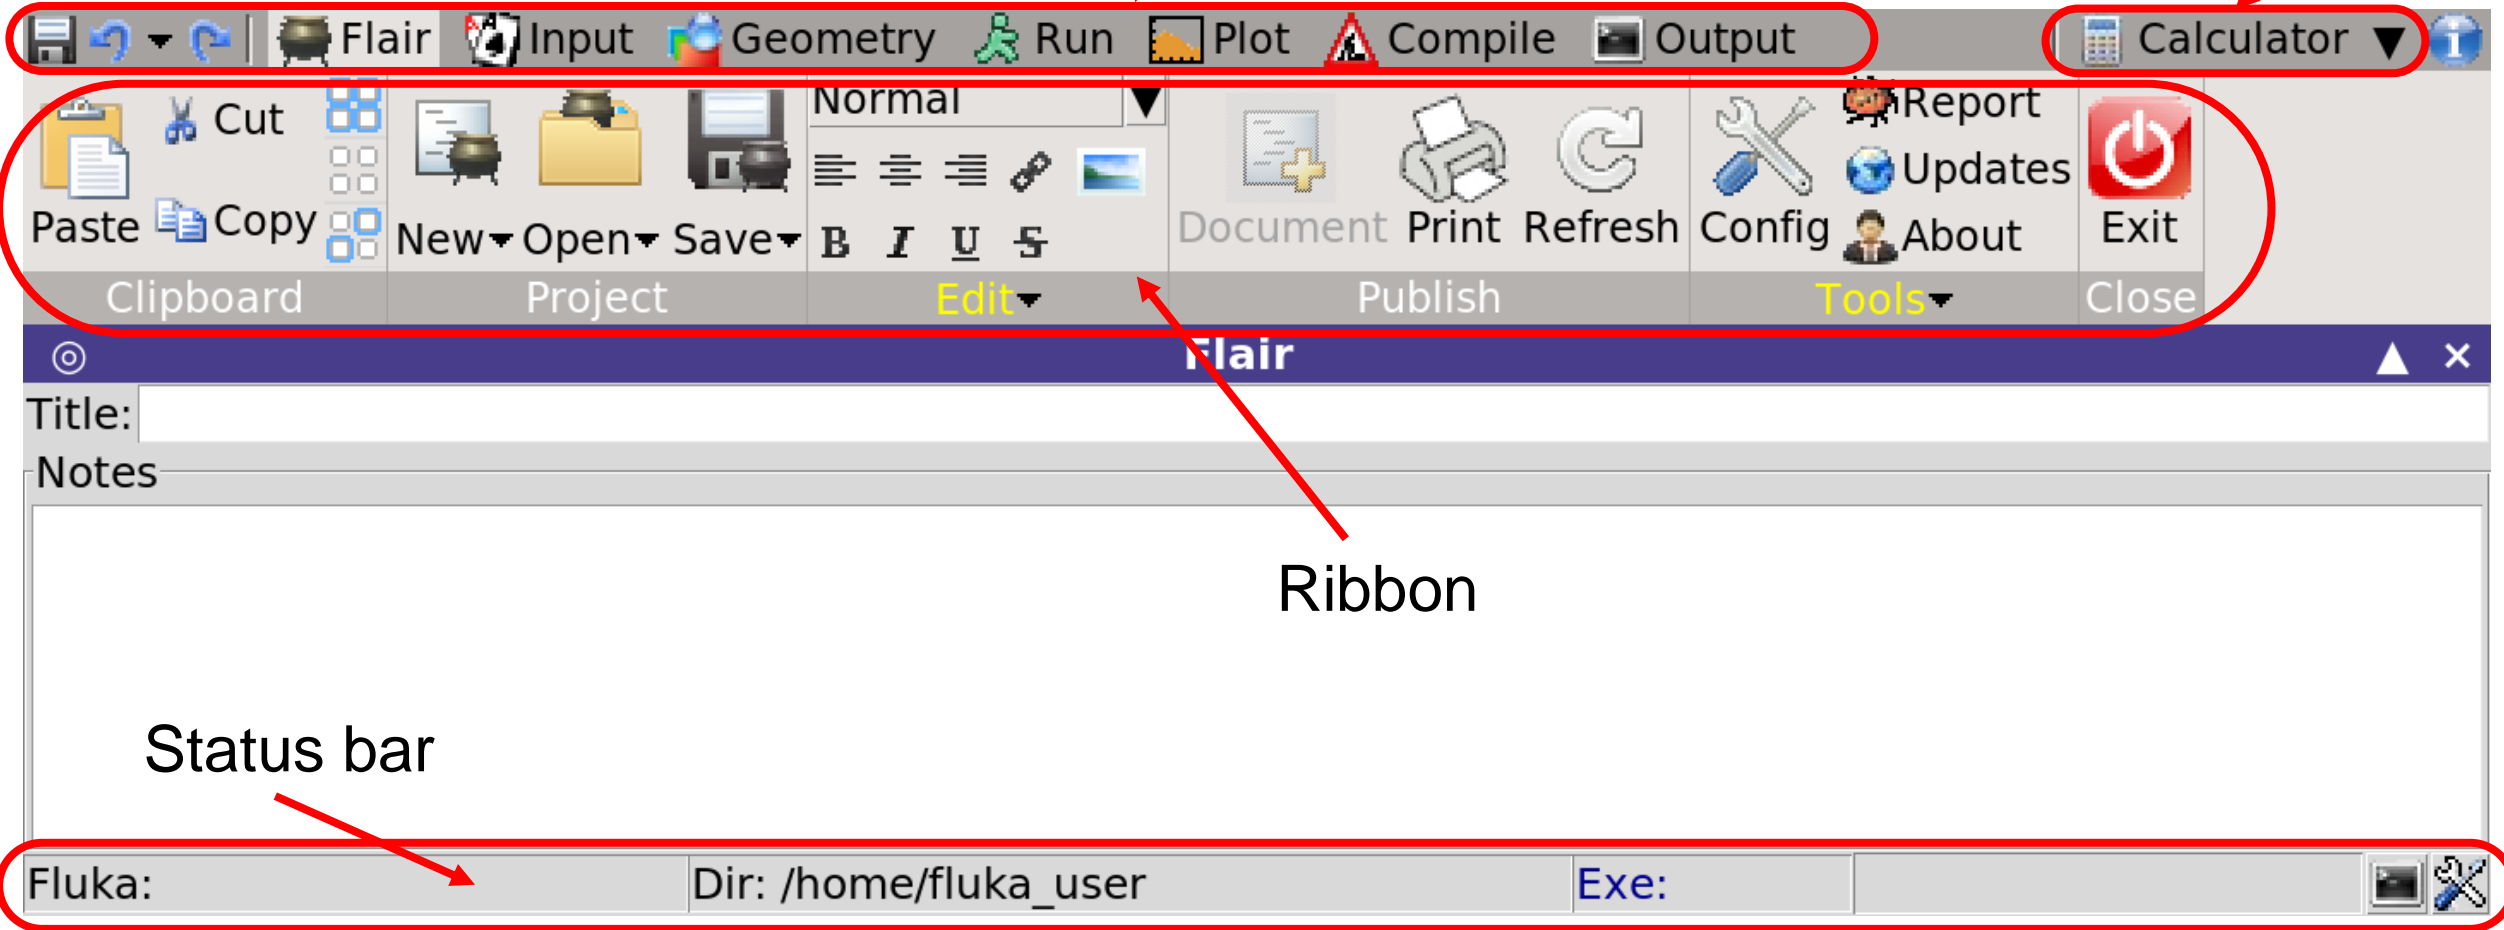 Flair Input Geometry Run Plot Compile Output Calculator
Normal
Cut
Report
Updates
Paste Copy
New Open Save
B I U S
Document Print Refresh Config About Exit
Clipboard Project Edit Publish Tools Close
Flair
Title:
Notes
Ribbon
Status bar
Fluka: Dir: /home/fluka_user Exe: